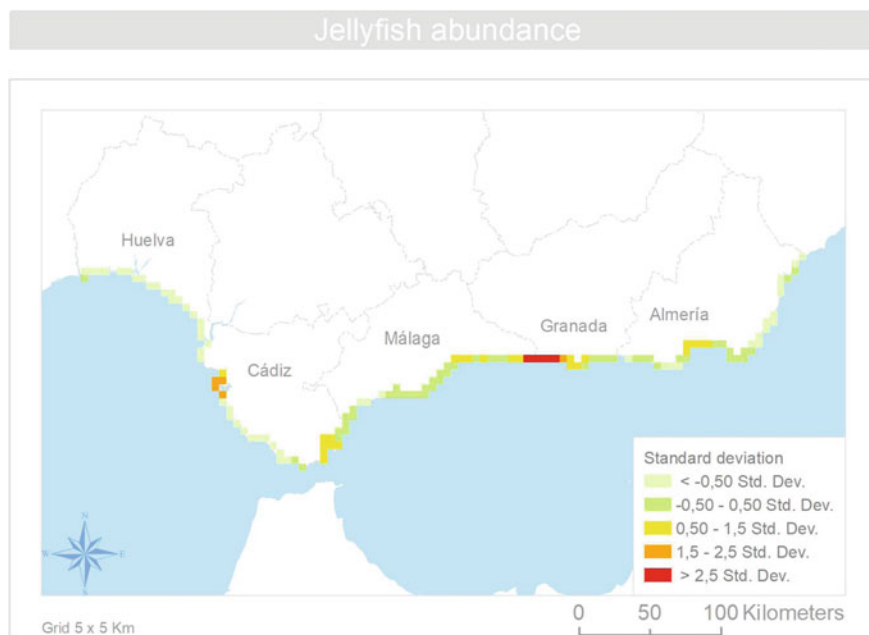 Jellyfish abundance
Huelva
Cádiz
Málaga
Granada
Almería
N
W
E
S
Standard deviation
< -0,50 Std. Dev.
-0,50 - 0,50 Std. Dev.
0,50 - 1,5 Std. Dev.
1,5 - 2,5 Std. Dev.
> 2,5 Std. Dev.
Grid 5 x 5 Km
0 50 100 Kilometers